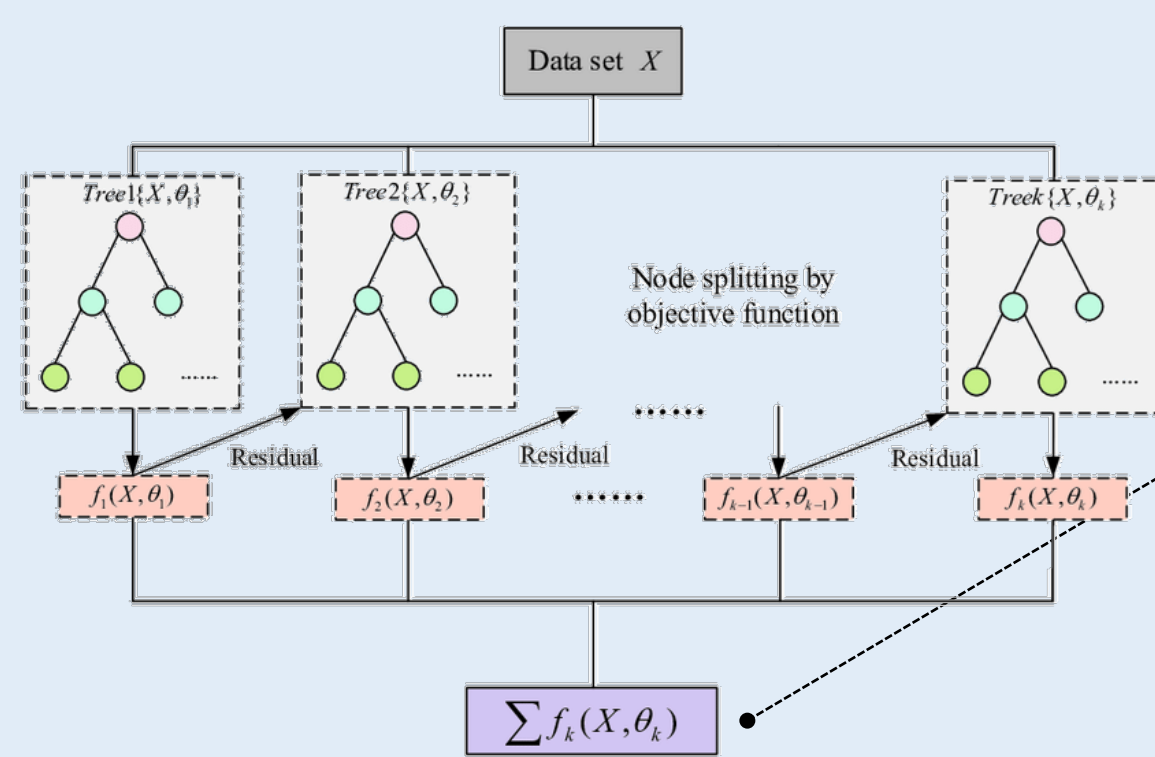 Data set X
Tree1{X,θ₁}
Tree2{X,θ₂}
Treek{X,θₖ}
Node splitting by
objective function
......
......
......
......
Residual
Residual
Residual
f₁(X,θ₁)
f₂(X,θ₂)
......
fₖ₋₁(X,θₖ₋₁)
fₖ(X,θₖ)
∑fₖ(X,θₖ)